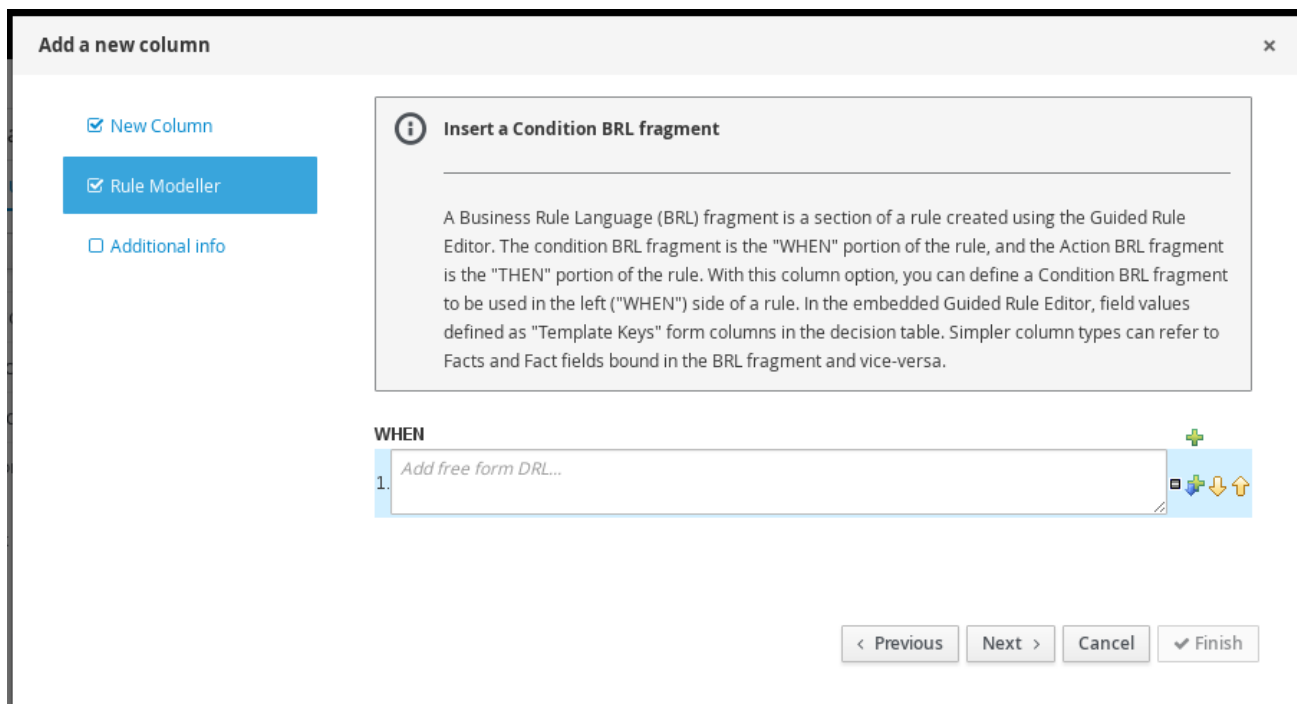 Add a new column
×
New Column
Rule Modeller
Additional info
Insert a Condition BRL fragment
A Business Rule Language (BRL) fragment is a section of a rule created using the Guided Rule
Editor. The condition BRL fragment is the "WHEN" portion of the rule, and the Action BRL fragment
is the "THEN" portion of the rule. With this column option, you can define a Condition BRL fragment
to be used in the left ("WHEN") side of a rule. In the embedded Guided Rule Editor, field values
defined as "Template Keys" form columns in the decision table. Simpler column types can refer to
Facts and Fact fields bound in the BRL fragment and vice-versa.
WHEN
1. Add free form DRL...
< Previous Next > Cancel Finish